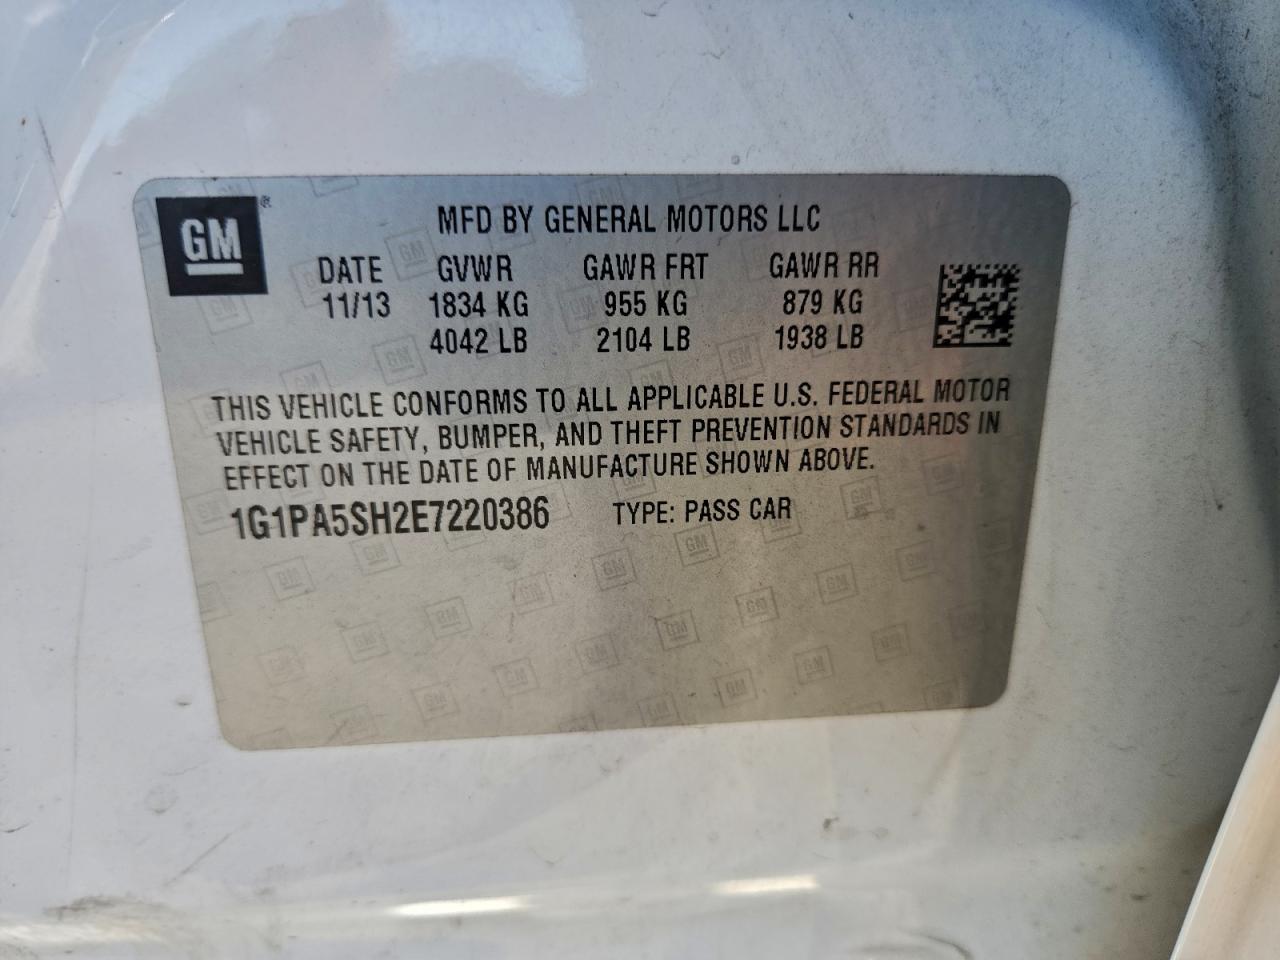 GM ®
MFD BY GENERAL MOTORS LLC
DATE GVWR GAWR FRT GAWR RR
11/13 1834 KG 955 KG 879 KG
4042 LB 2104 LB 1938 LB
THIS VEHICLE CONFORMS TO ALL APPLICABLE U.S. FEDERAL MOTOR
VEHICLE SAFETY, BUMPER, AND THEFT PREVENTION STANDARDS IN
EFFECT ON THE DATE OF MANUFACTURE SHOWN ABOVE.
1G1PA5SH2E7220386 TYPE: PASS CAR